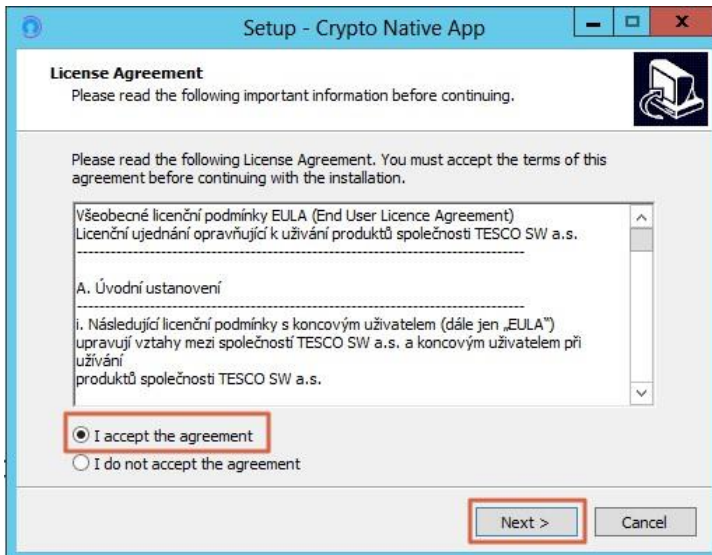 Setup - Crypto Native App
License Agreement
Please read the following important information before continuing.
Please read the following License Agreement. You must accept the terms of this
agreement before continuing with the installation.
Všeobecné licenční podmínky EULA (End User Licence Agreement)
Licenční ujednání opravňující k užívání produktů společnosti TESCO SW a.s.
--------------------------------------------------------------------------------
A. Úvodní ustanovení
--------------------------------------------------------------------------------
i. Následující licenční podmínky s koncovým uživatelem (dále jen „EULA“)
upravují vztahy mezi společností TESCO SW a.s. a koncovým uživatelem při
užívání
produktů společnosti TESCO SW a.s.
I accept the agreement
I do not accept the agreement
Next >
Cancel